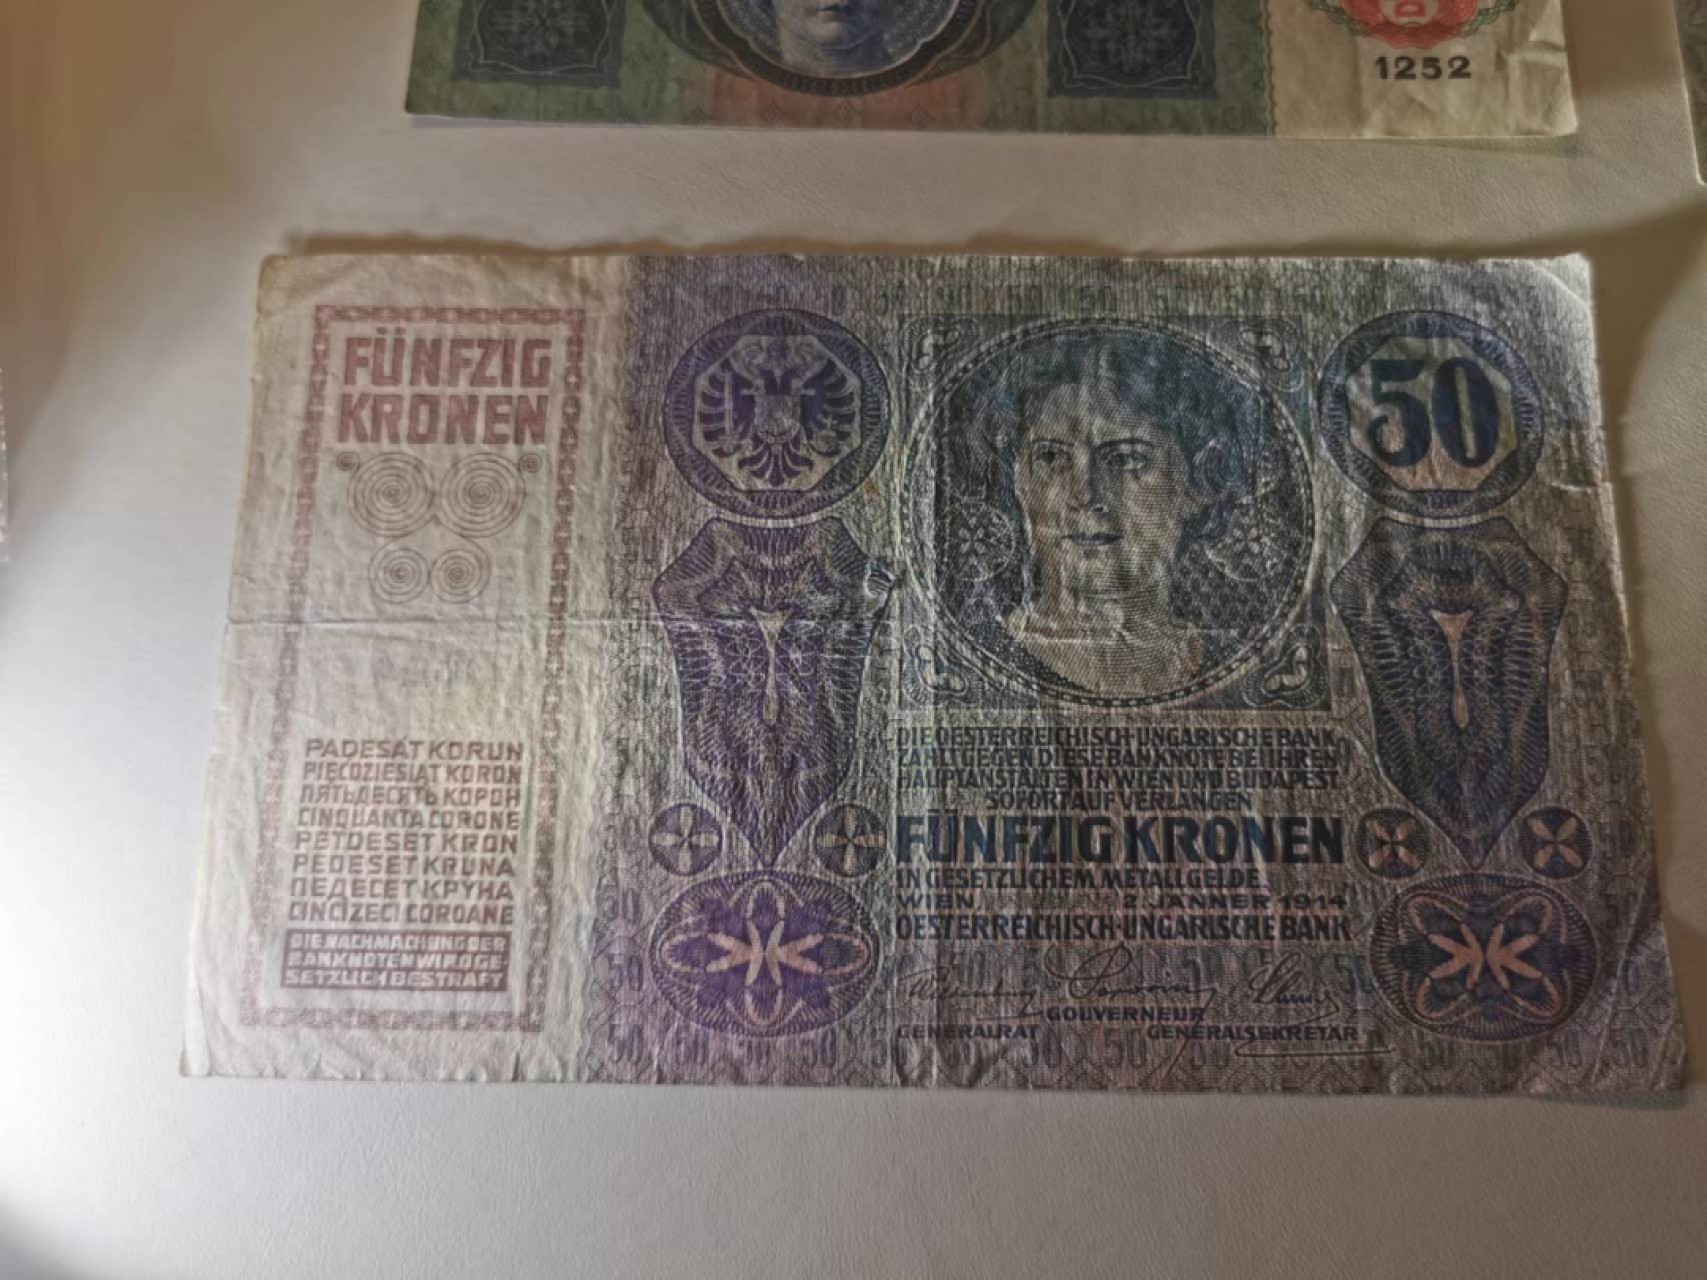 1252
FÜNFZIG
KRONEN
50
PADESÁT KORUN
PIĘĆDZIESIĄT KORON
ПЯТЬДЕСЯТЬ КОРОН
CINQUANTA CORONE
PETDESET KRON
PEDESET KRUNA
ПЕДЕСЕТ КРУНА
CINCIZECI COROANE
DIE NACHMACHUNG DER
BANKNOTEN WIRD GE-
SETZLICH BESTRAFT
DIE OESTERREICHISCH-UNGARISCHE BANK
ZAHLT GEGEN DIESE BANKNOTE BEI IHREN
HAUPTANSTALTEN IN WIEN UND BUDAPEST
SOFORT AUF VERLANGEN
FÜNFZIG KRONEN
IN GESETZLICHEM METALLGELDE.
WIEN, 2. JÄNNER 1914
OESTERREICHISCH-UNGARISCHE BANK
GOUVERNEUR
GENERALRAT GENERALSEKRETÄR